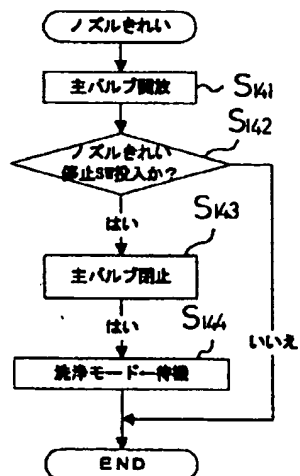 ノズルきれい
主バルブ開放
S141
ノズルきれい
停止SW投入か?
S142
はい
主バルブ閉止
S143
はい
洗浄モード←待機
S144
いいえ
END